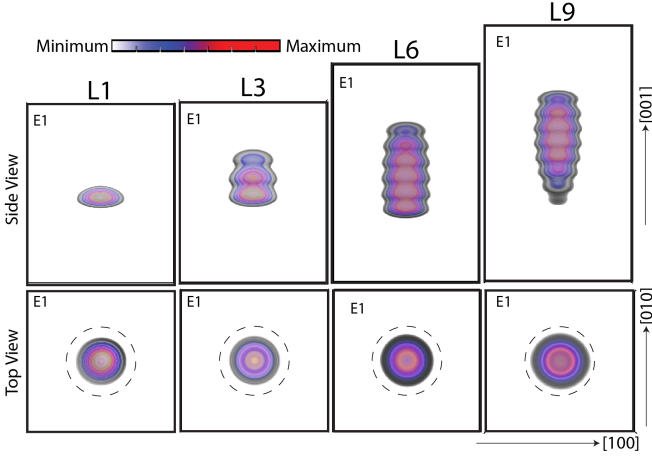 Minimum Maximum
L1 L3 L6 L9
Side View
E1 E1 E1 E1
[001]
Top View
E1 E1 E1 E1
[010]
[100]